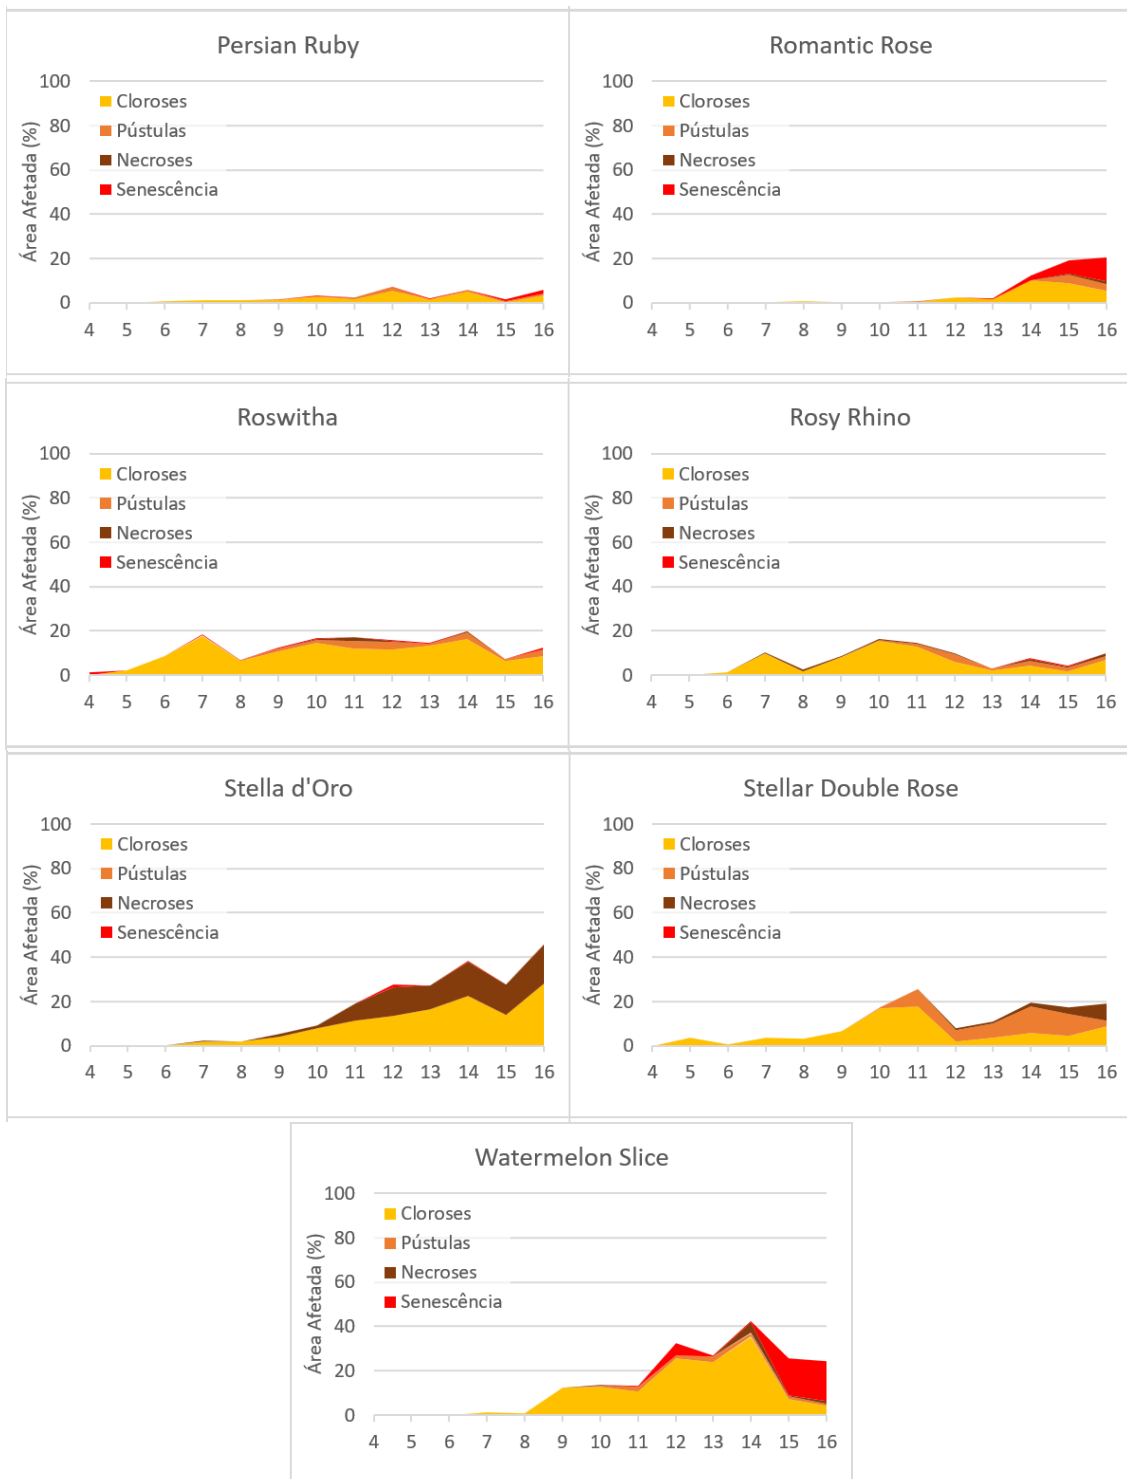 Persian Ruby
Área Afetada (%)
100
80
60
40
20
0
Cloroses
Pústulas
Necroses
Senescência
4 5 6 7 8 9 10 11 12 13 14 15 16
Romantic Rose
Área Afetada (%)
100
80
60
40
20
0
Cloroses
Pústulas
Necroses
Senescência
4 5 6 7 8 9 10 11 12 13 14 15 16
Roswitha
Área Afetada (%)
100
80
60
40
20
0
Cloroses
Pústulas
Necroses
Senescência
4 5 6 7 8 9 10 11 12 13 14 15 16
Rosy Rhino
Área Afetada (%)
100
80
60
40
20
0
Cloroses
Pústulas
Necroses
Senescência
4 5 6 7 8 9 10 11 12 13 14 15 16
Stella d'Oro
Área Afetada (%)
100
80
60
40
20
0
Cloroses
Pústulas
Necroses
Senescência
4 5 6 7 8 9 10 11 12 13 14 15 16
Stellar Double Rose
Área Afetada (%)
100
80
60
40
20
0
Cloroses
Pústulas
Necroses
Senescência
4 5 6 7 8 9 10 11 12 13 14 15 16
Watermelon Slice
Área Afetada (%)
100
80
60
40
20
0
Cloroses
Pústulas
Necroses
Senescência
4 5 6 7 8 9 10 11 12 13 14 15 16